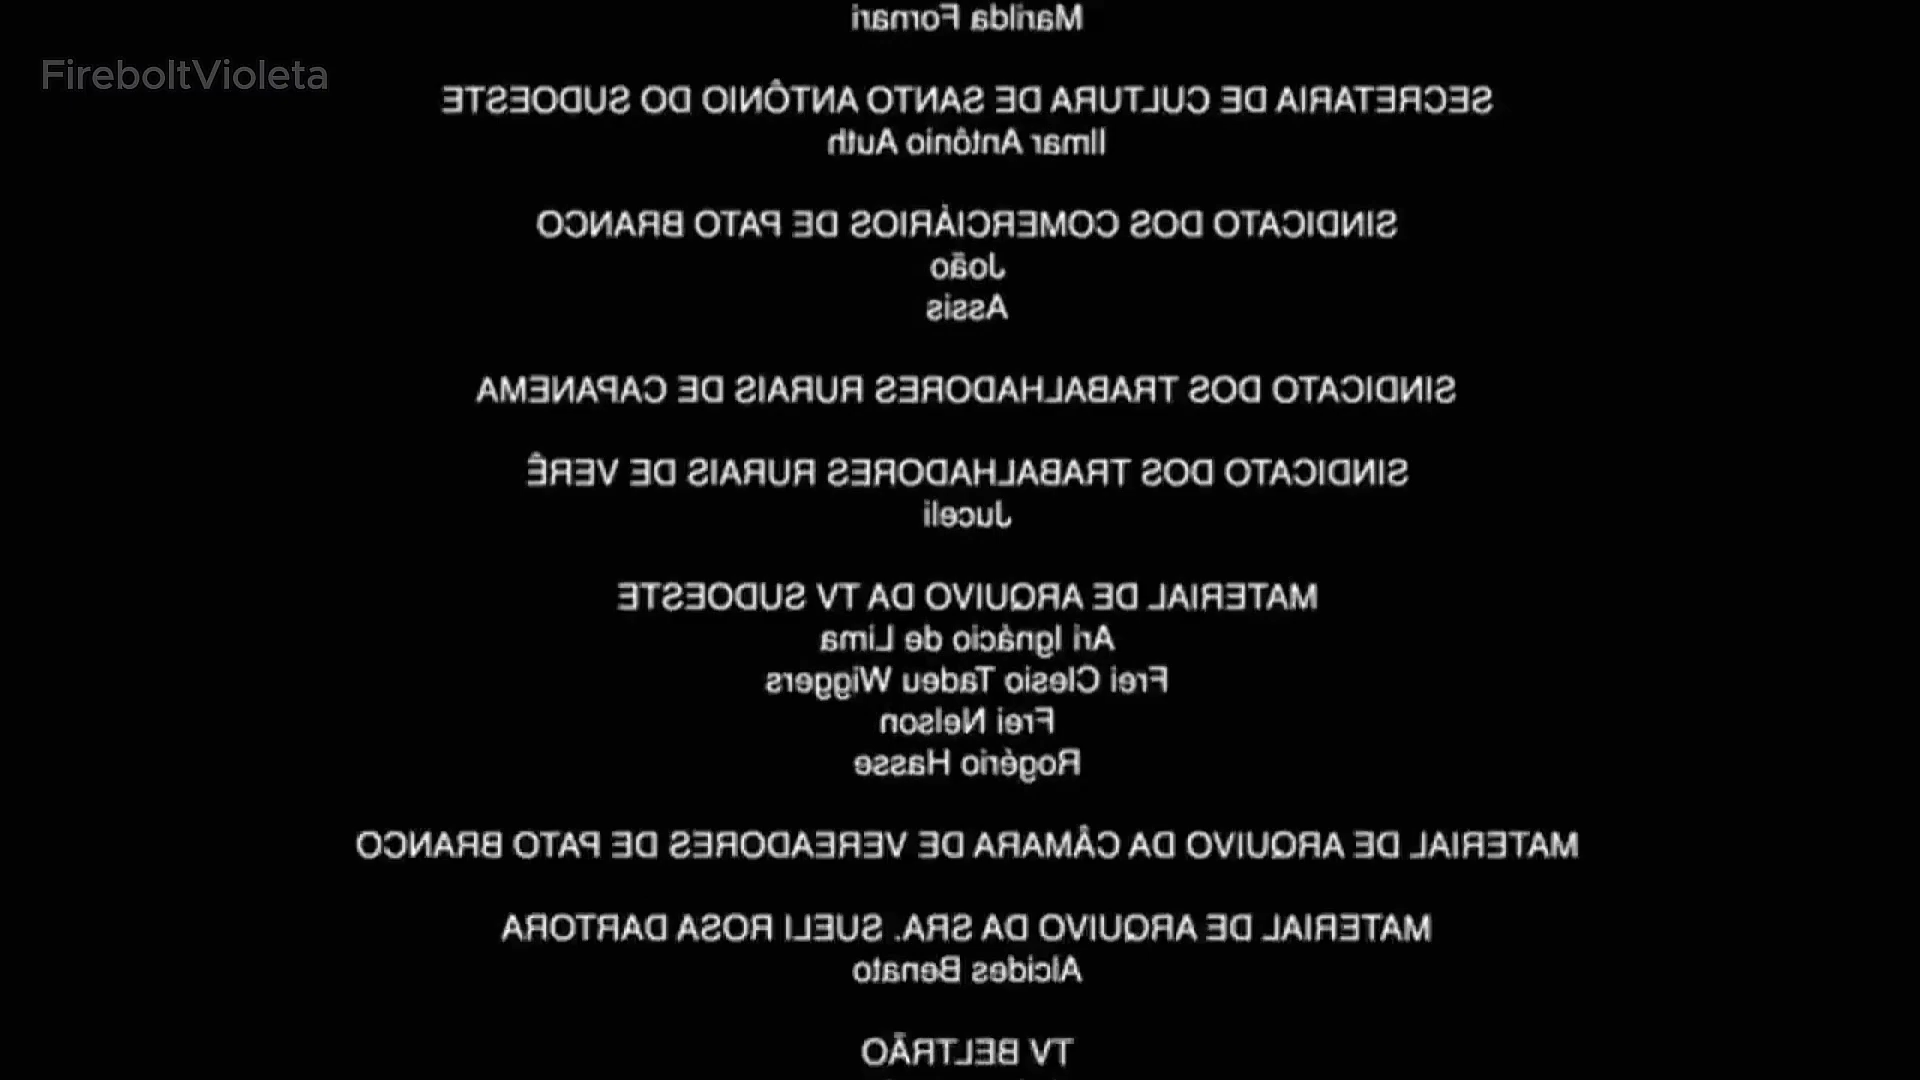 Marilda Fornari
FireboltVioleta
SECRETARIA DE CULTURA DE SANTO ANTÔNIO DO SUDOESTE
Ilmar Antônio Auth
SINDICATO DOS COMERCIÁRIOS DE PATO BRANCO
João
Assis
SINDICATO DOS TRABALHADORES RURAIS DE CAPANEMA
SINDICATO DOS TRABALHADORES RURAIS DE VERÊ
Juceli
MATERIAL DE ARQUIVO DA TV SUDOESTE
Ari Ignácio de Lima
Frei Clesio Tadeu Wiggers
Frei Nelson
Rogério Hasse
MATERIAL DE ARQUIVO DA CÂMARA DE VEREADORES DE PATO BRANCO
MATERIAL DE ARQUIVO DA SRA. SUELI ROSA DARTORA
Alcides Benato
TV BELTRÃO